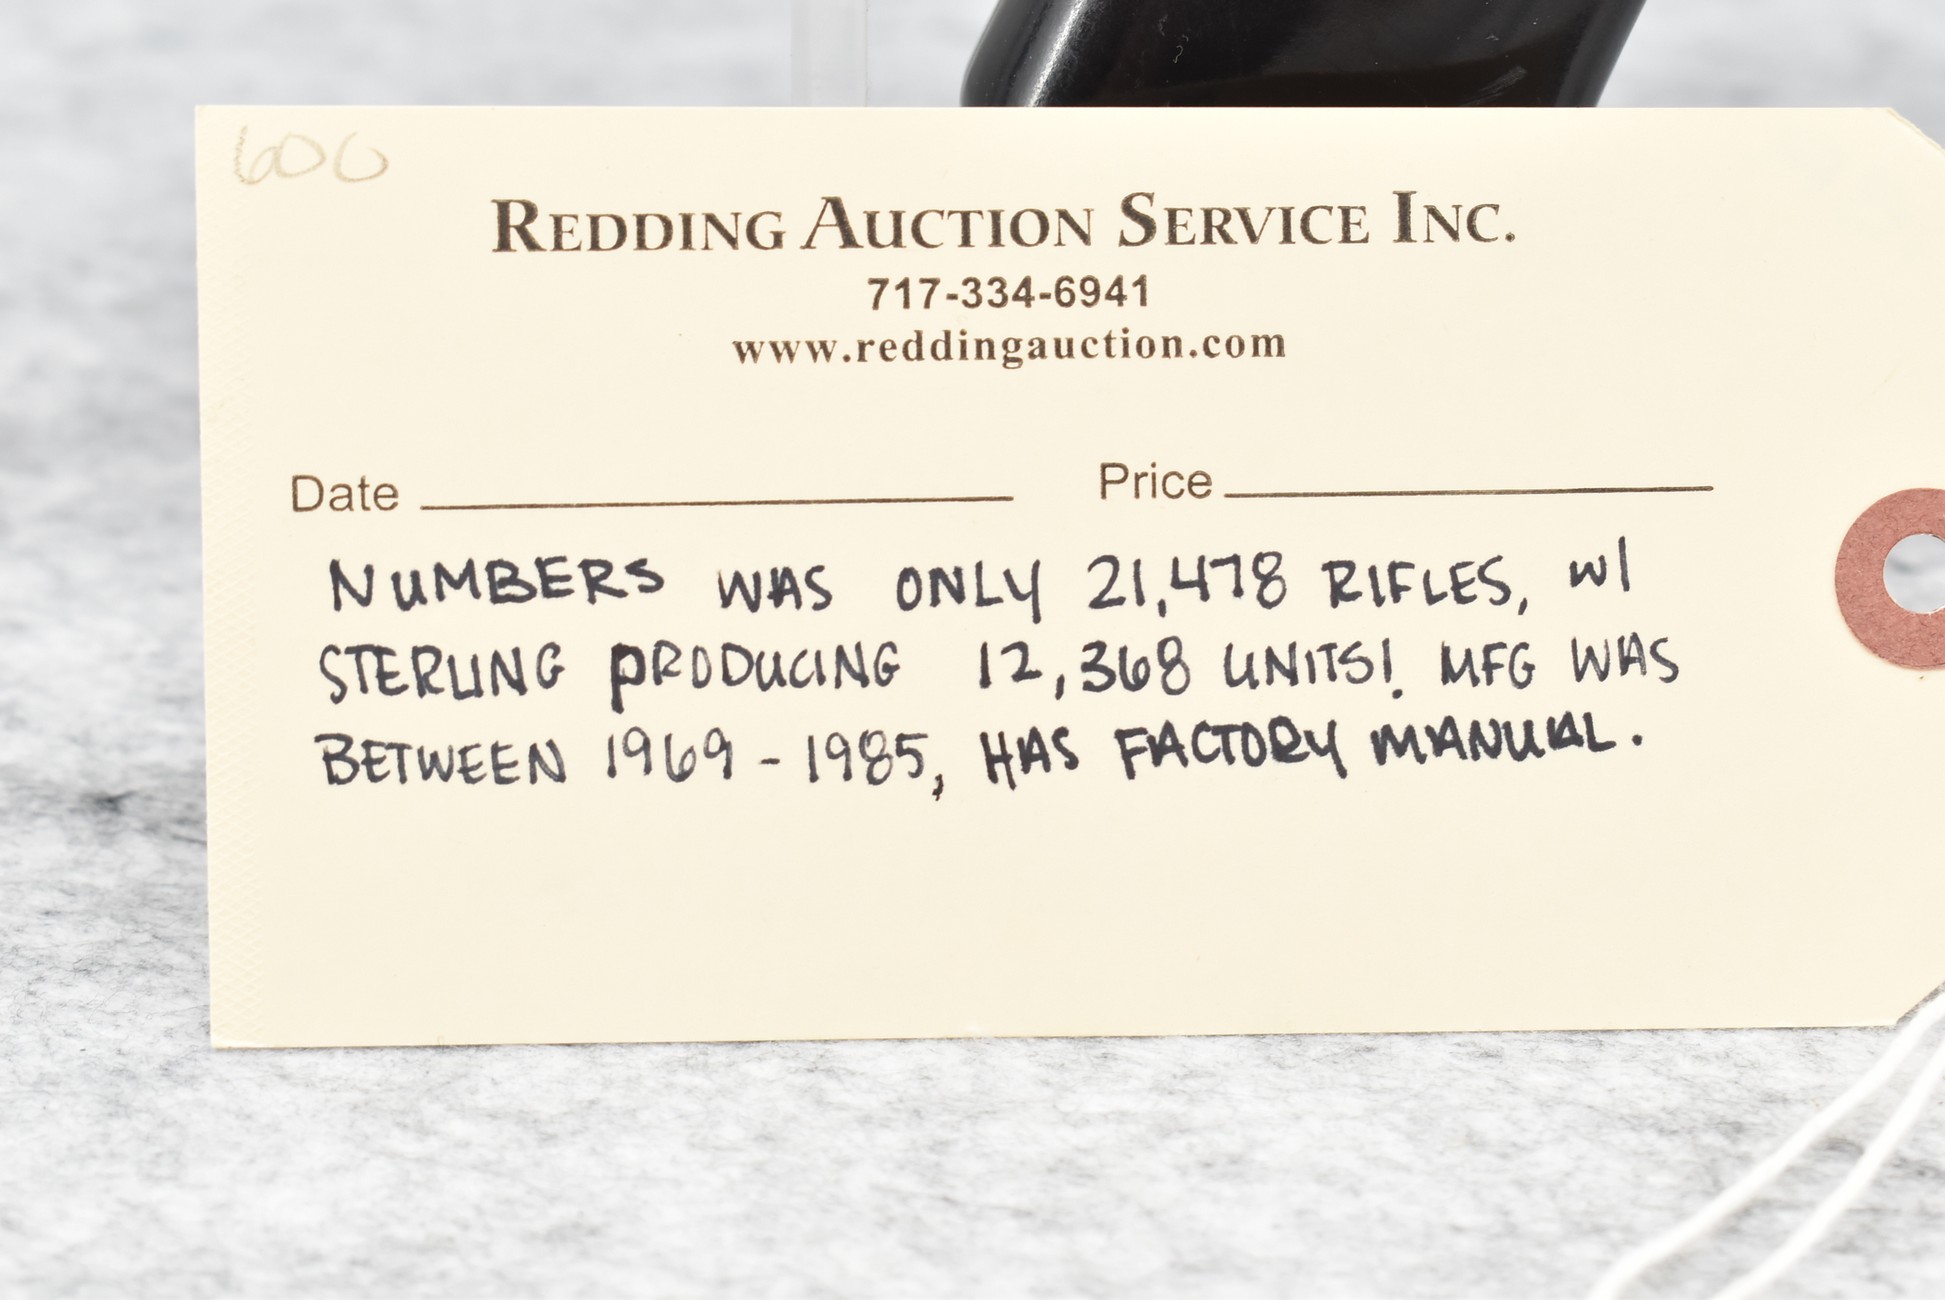 600
REDDING AUCTION SERVICE INC.
717-334-6941
www.reddingauction.com
Date Price
NUMBERS WAS ONLY 21,478 RIFLES, W/
STERLING PRODUCING 12,368 UNITS! MFG WAS
BETWEEN 1969-1985, HAS FACTORY MANUAL.